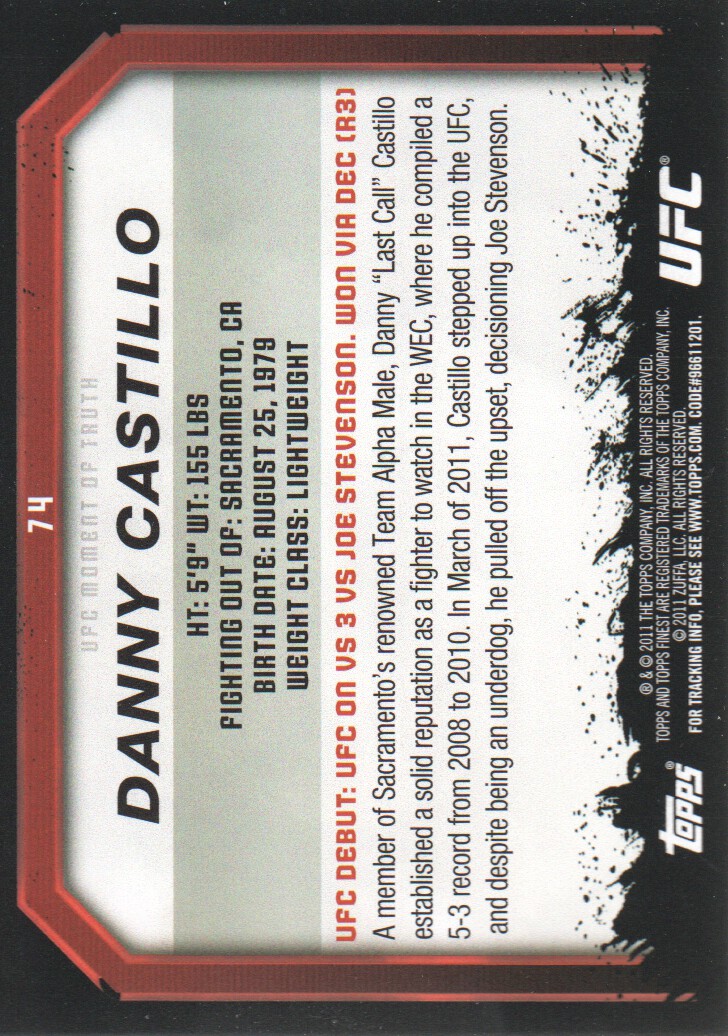 74
UFC MOMENT OF TRUTH
DANNY CASTILLO
HT: 5'9" WT: 155 LBS
FIGHTING OUT OF: SACRAMENTO, CA
BIRTH DATE: AUGUST 25, 1979
WEIGHT CLASS: LIGHTWEIGHT
UFC DEBUT: UFC ON VS 3 VS JOE STEVENSON. WON VIA DEC (R3)
A member of Sacramento's renowned Team Alpha Male, Danny "Last Call" Castillo
established a solid reputation as a fighter to watch in the WEC, where he compiled a
5-3 record from 2008 to 2010. In March of 2011, Castillo stepped up into the UFC,
and despite being an underdog, he pulled off the upset, decisioning Joe Stevenson.
® & © 2011 THE TOPPS COMPANY, INC. ALL RIGHTS RESERVED.
TOPPS AND TOPPS FINEST ARE REGISTERED TRADEMARKS OF THE TOPPS COMPANY, INC.
© 2011 ZUFFA, LLC. ALL RIGHTS RESERVED.
FOR TRACKING INFO, PLEASE SEE WWW.TOPPS.COM. CODE#96611201.
Topps®
UFC®